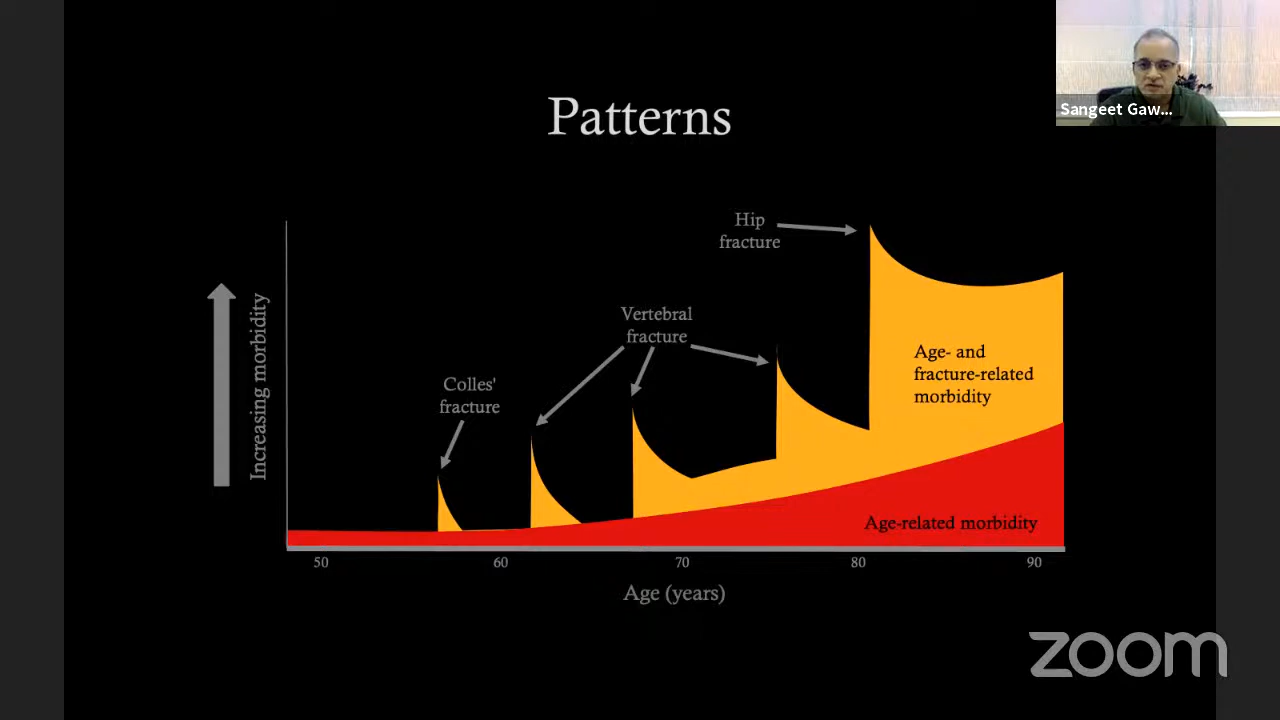 Patterns
Sangeet Gaw...
Hip
fracture
Vertebral
fracture
Colles'
fracture
Increasing morbidity
Age- and
fracture-related
morbidity
Age-related morbidity
50 60 70 80 90
Age (years)
zoom